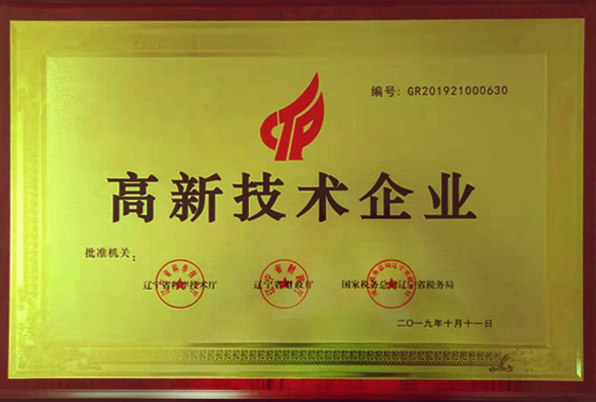 编号: GR201921000630
CTP
高新技术企业
批准机关:
辽宁省科学技术厅 辽宁省财政厅 国家税务总局辽宁省税务局
二〇一九年十月十一日